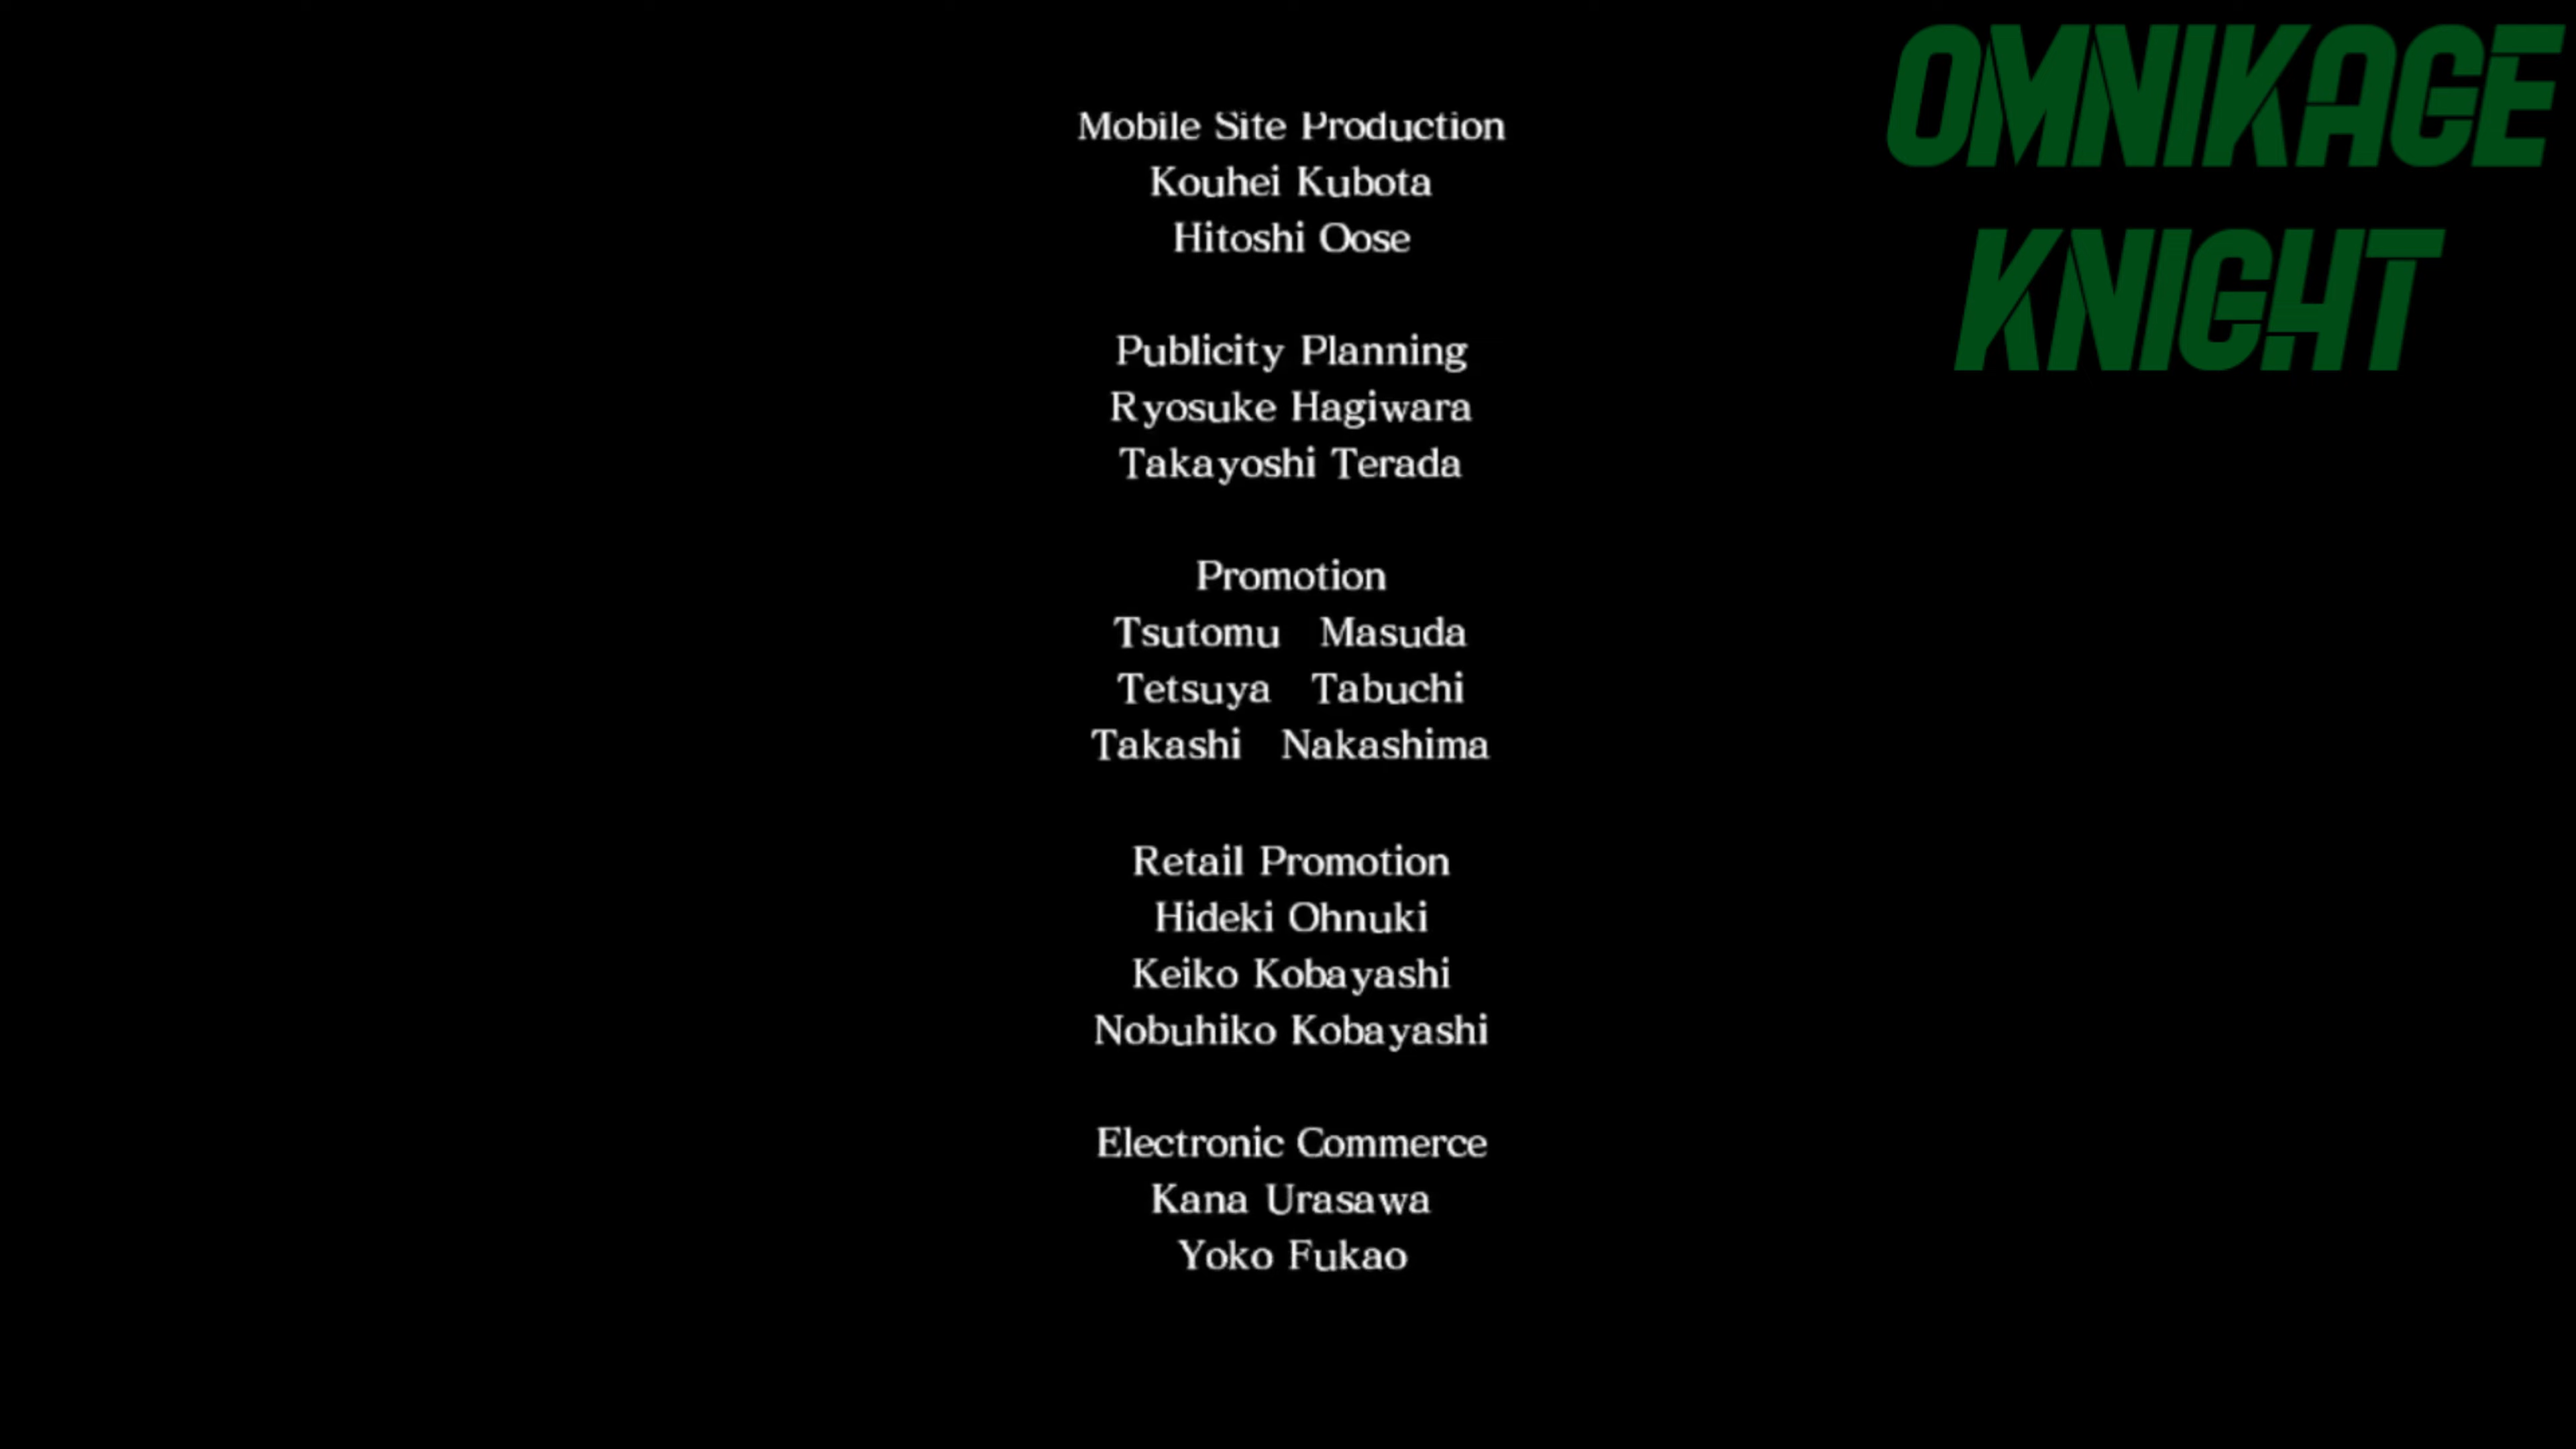 Mobile Site Production
Kouhei Kubota
Hitoshi Oose
Publicity Planning
Ryosuke Hagiwara
Takayoshi Terada
Promotion
Tsutomu Masuda
Tetsuya Tabuchi
Takashi Nakashima
Retail Promotion
Hideki Ohnuki
Keiko Kobayashi
Nobuhiko Kobayashi
Electronic Commerce
Kana Urasawa
Yoko Fukao
OMNIKAGE
KNIGHT